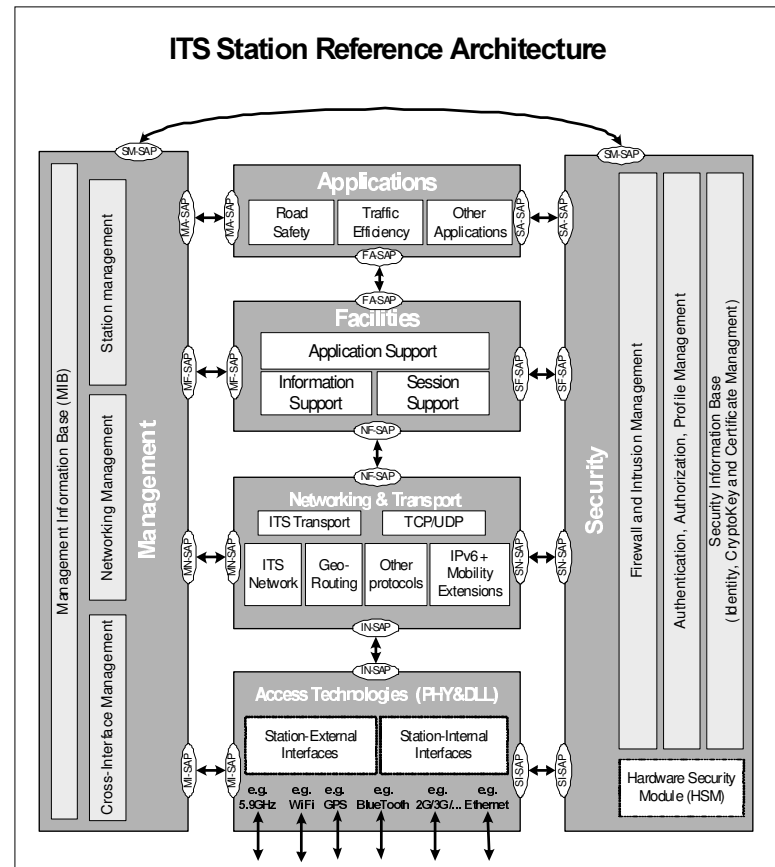 ITS Station Reference Architecture
SM-SAP
SM-SAP
Management Information Base (MIB)
Station management
Networking Management
Cross-Interface Management
Management
MA-SAP
MA-SAP
Applications
Road
Safety
Traffic
Efficiency
Other
Applications
SA-SAP
SA-SAP
FA-SAP
FA-SAP
MF-SAP
MF-SAP
Facilities
Application Support
Information
Support
Session
Support
SF-SAP
SF-SAP
NF-SAP
NF-SAP
MN-SAP
MN-SAP
Networking & Transport
ITS Transport
TCP/UDP
ITS
Network
Geo-
Routing
Other
protocols
IPv6 +
Mobility
Extensions
SN-SAP
SN-SAP
IN-SAP
IN-SAP
MI-SAP
MI-SAP
Access Technologies (PHY&DLL)
Station-External
Interfaces
Station-Internal
Interfaces
e.g.
5.9GHz
e.g.
WiFi
e.g.
GPS
e.g.
BlueTooth
e.g.
2G/3G/...
e.g.
Ethernet
SI-SAP
SI-SAP
Security
Firewall and Intrusion Management
Authentication, Authorization, Profile Management
Security Information Base
(Identity, CryptoKey and Certificate Managment)
Hardware Security
Module (HSM)